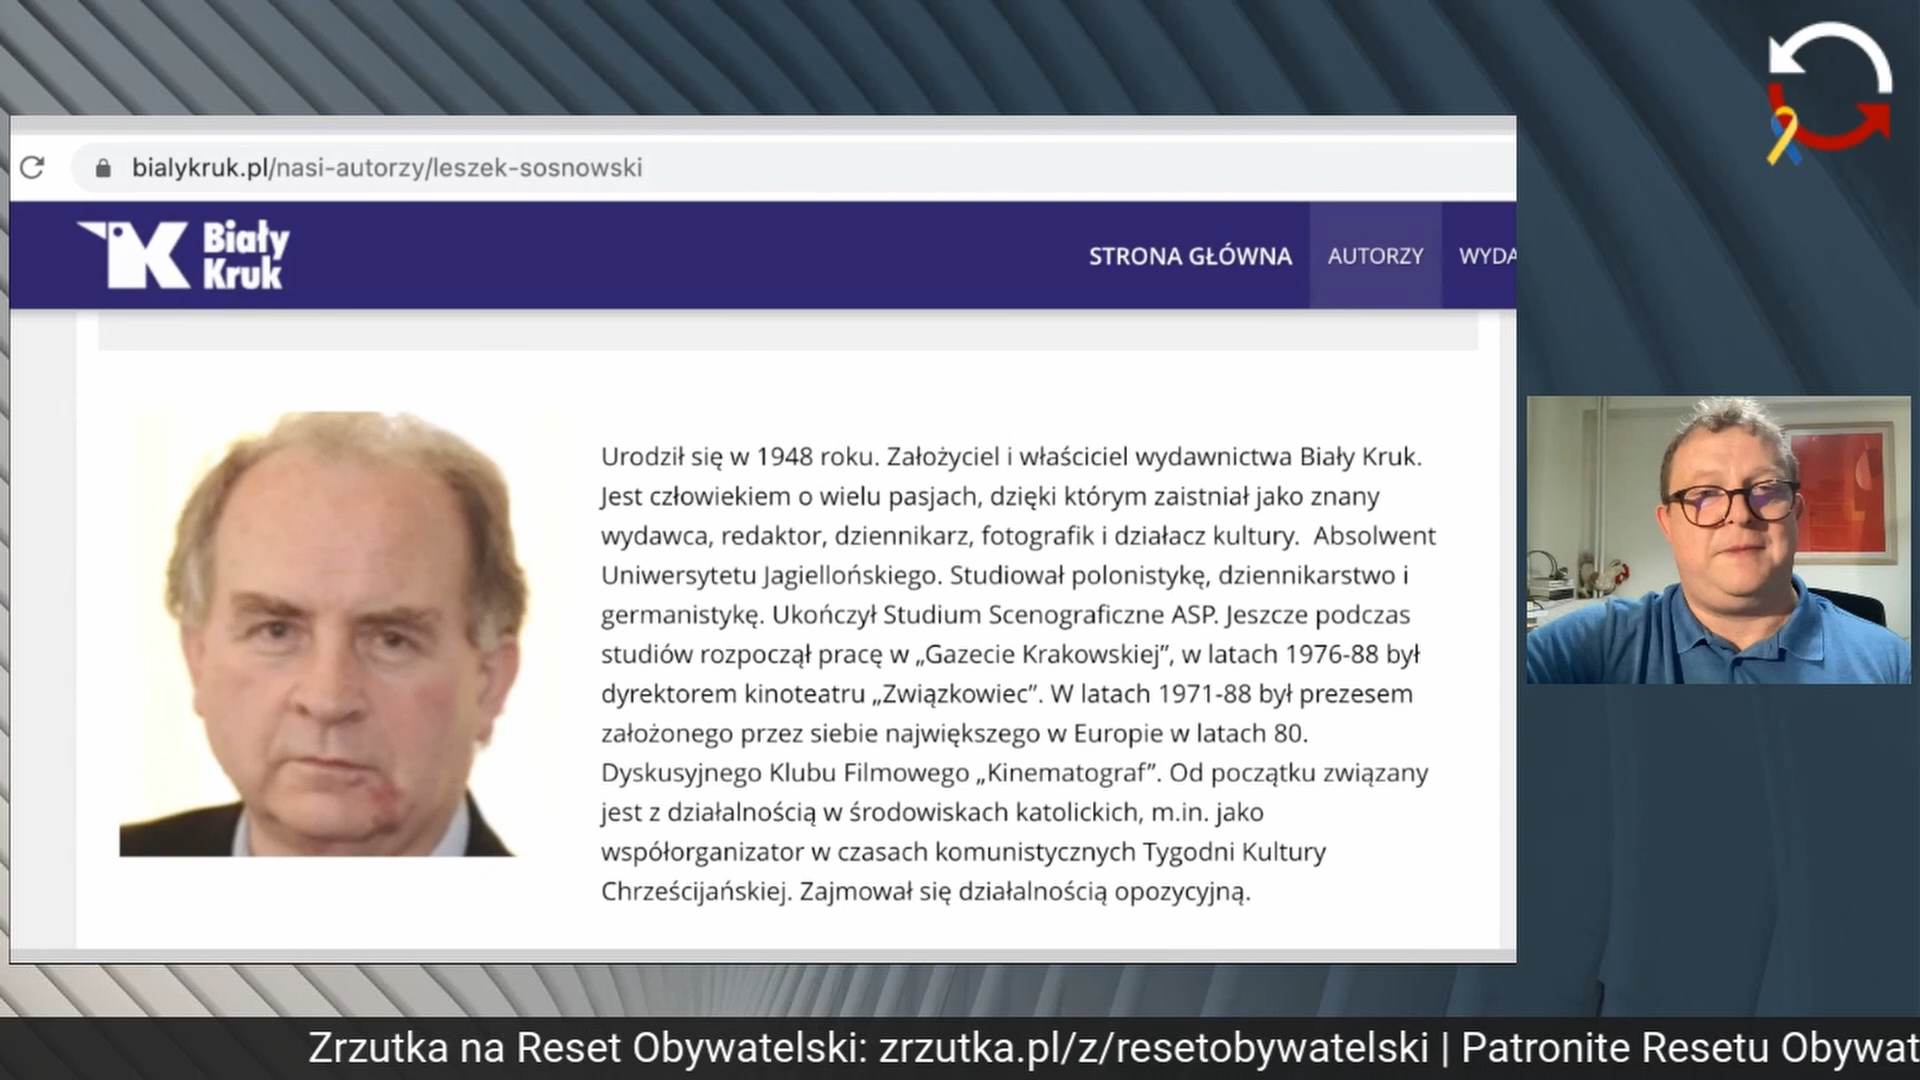 bialykruk.pl/nasi-autorzy/leszek-sosnowski
Biały
Kruk
STRONA GŁÓWNA AUTORZY WYDA
Urodził się w 1948 roku. Założyciel i właściciel wydawnictwa Biały Kruk.
Jest człowiekiem o wielu pasjach, dzięki którym zaistniał jako znany
wydawca, redaktor, dziennikarz, fotografik i działacz kultury.  Absolwent
Uniwersytetu Jagiellońskiego. Studiował polonistykę, dziennikarstwo i
germanistykę. Ukończył Studium Scenograficzne ASP. Jeszcze podczas
studiów rozpoczął pracę w „Gazecie Krakowskiej”, w latach 1976-88 był
dyrektorem kinoteatru „Związkowiec”. W latach 1971-88 był prezesem
założonego przez siebie największego w Europie w latach 80.
Dyskusyjnego Klubu Filmowego „Kinematograf”. Od początku związany
jest z działalnością w środowiskach katolickich, m.in. jako
współorganizator w czasach komunistycznych Tygodni Kultury
Chrześcijańskiej. Zajmował się działalnością opozycyjną.
Zrzutka na Reset Obywatelski: zrzutka.pl/z/resetobywatelski | Patronite Resetu Obywat